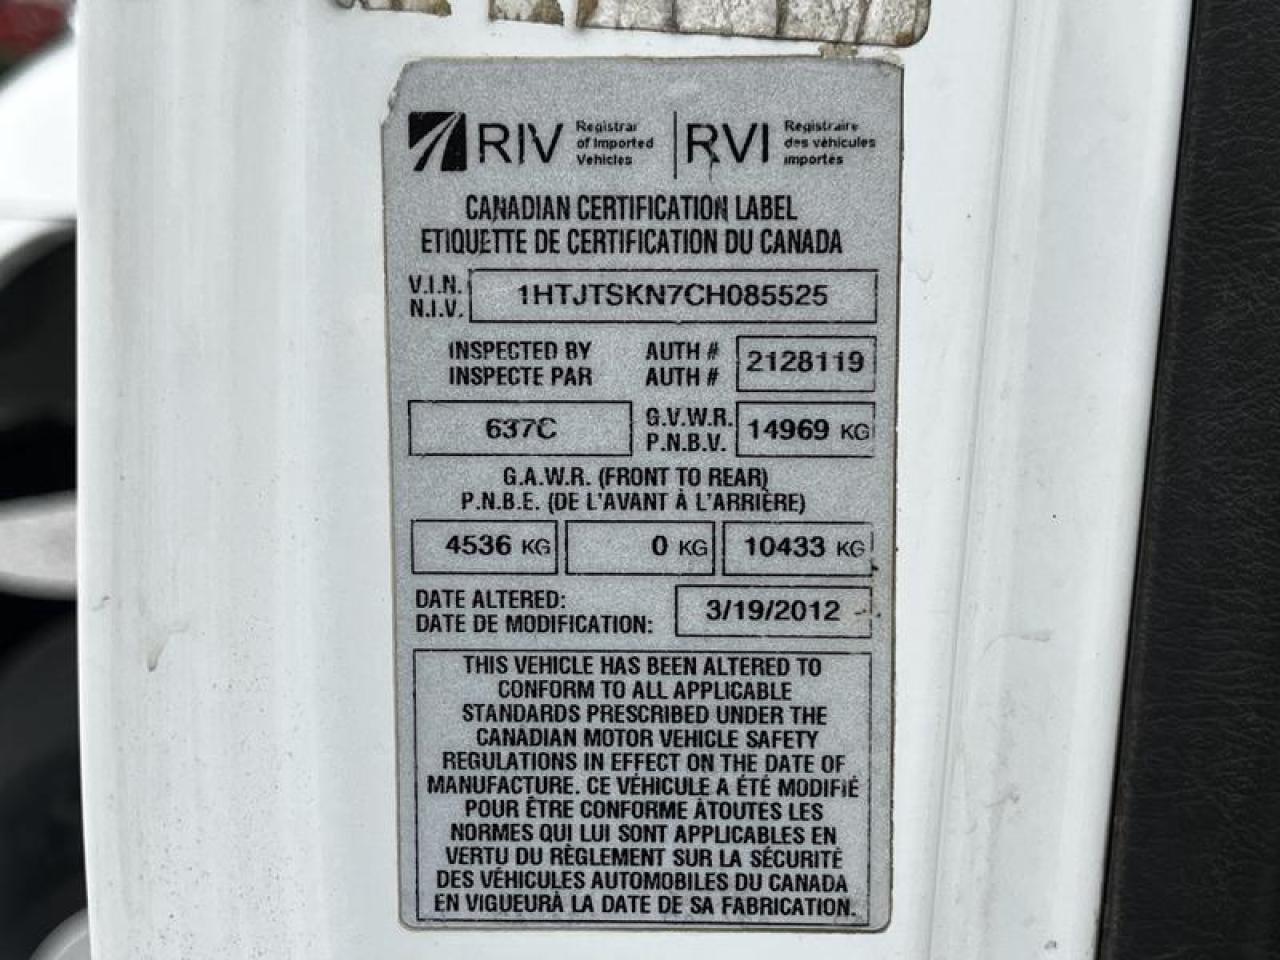 RIV Registrar of Imported Vehicles | RVI Registraire des véhicules importés
CANADIAN CERTIFICATION LABEL
ETIQUETTE DE CERTIFICATION DU CANADA
V.I.N.
N.I.V.
1HTJTSKN7CH085525
INSPECTED BY
INSPECTE PAR
AUTH #
AUTH #
2128119
637C
G.V.W.R.
P.N.B.V.
14969 KG
G.A.W.R. (FRONT TO REAR)
P.N.B.E. (DE L'AVANT À L'ARRIÈRE)
4536 KG 0 KG 10433 KG
DATE ALTERED:
DATE DE MODIFICATION:
3/19/2012
THIS VEHICLE HAS BEEN ALTERED TO
CONFORM TO ALL APPLICABLE
STANDARDS PRESCRIBED UNDER THE
CANADIAN MOTOR VEHICLE SAFETY
REGULATIONS IN EFFECT ON THE DATE OF
MANUFACTURE. CE VÉHICULE A ÉTÉ MODIFIÉ
POUR ÊTRE CONFORME ÀTOUTES LES
NORMES QUI LUI SONT APPLICABLES EN
VERTU DU RÈGLEMENT SUR LA SÉCURITÉ
DES VÉHICULES AUTOMOBILES DU CANADA
EN VIGUEURÀ LA DATE DE SA FABRICATION.